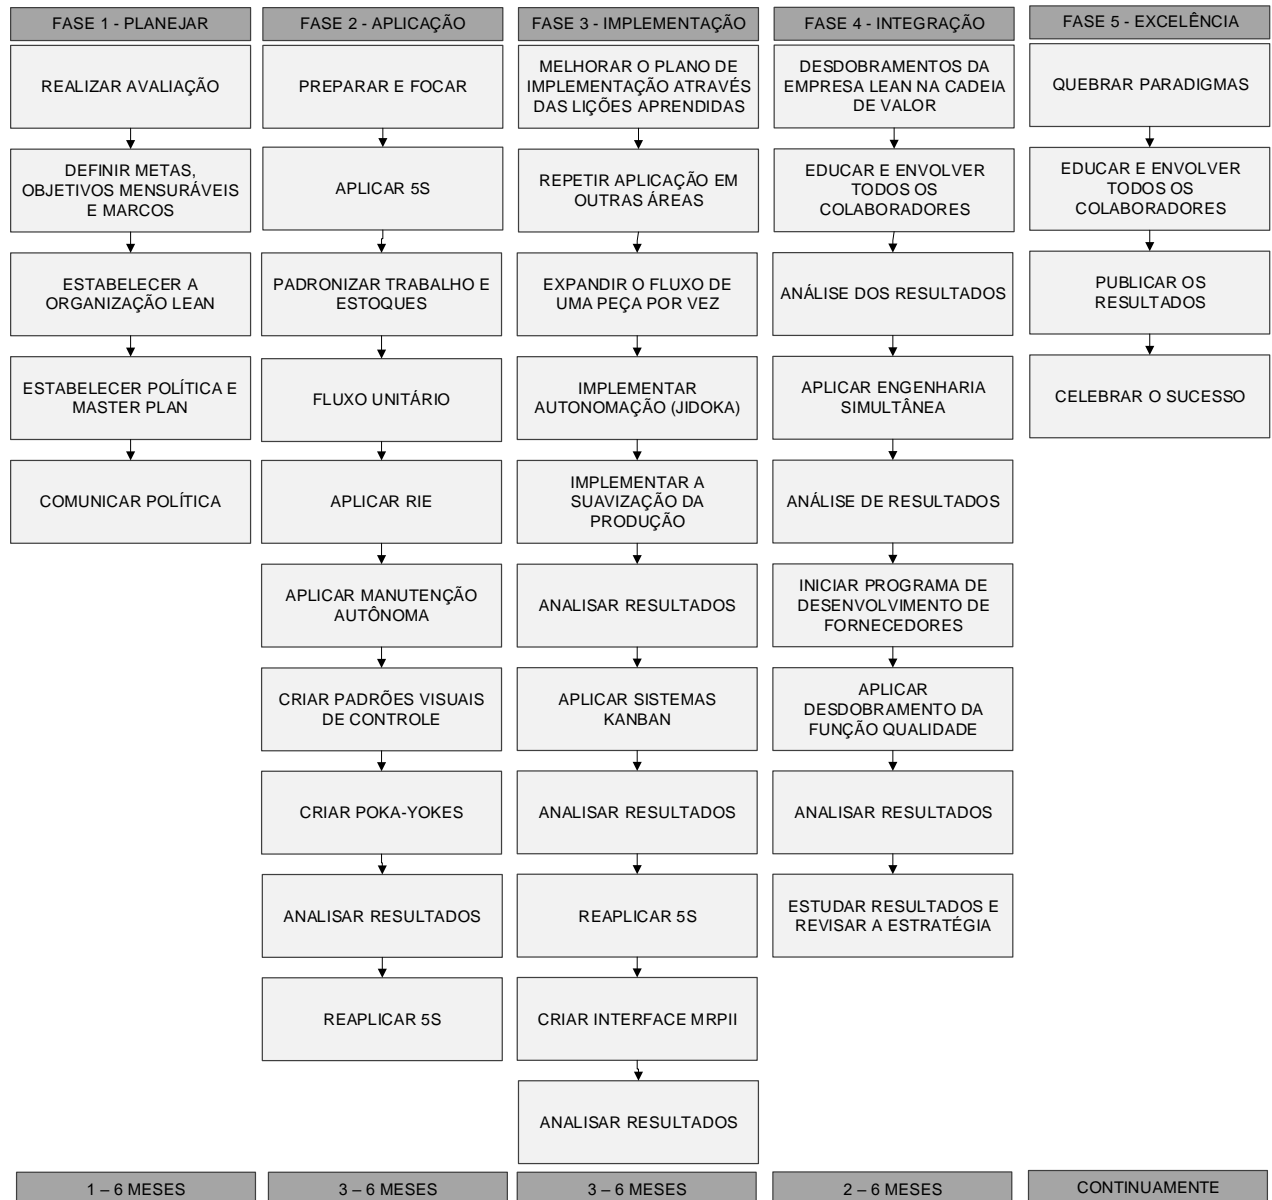 FASE 1 - PLANEJAR
REALIZAR AVALIAÇÃO
DEFINIR METAS,
OBJETIVOS MENSURÁVEIS
E MARCOS
ESTABELECER A
ORGANIZAÇÃO LEAN
ESTABELECER POLÍTICA E
MASTER PLAN
COMUNICAR POLÍTICA
1 – 6 MESES
FASE 2 - APLICAÇÃO
PREPARAR E FOCAR
APLICAR 5S
PADRONIZAR TRABALHO E
ESTOQUES
FLUXO UNITÁRIO
APLICAR RIE
APLICAR MANUTENÇÃO
AUTÔNOMA
CRIAR PADRÕES VISUAIS
DE CONTROLE
CRIAR POKA-YOKES
ANALISAR RESULTADOS
REAPLICAR 5S
3 – 6 MESES
FASE 3 - IMPLEMENTAÇÃO
MELHORAR O PLANO DE
IMPLEMENTAÇÃO ATRAVÉS
DAS LIÇÕES APRENDIDAS
REPETIR APLICAÇÃO EM
OUTRAS ÁREAS
EXPANDIR O FLUXO DE
UMA PEÇA POR VEZ
IMPLEMENTAR
AUTONOMAÇÃO (JIDOKA)
IMPLEMENTAR A
SUAVIZAÇÃO DA
PRODUÇÃO
ANALISAR RESULTADOS
APLICAR SISTEMAS
KANBAN
ANALISAR RESULTADOS
REAPLICAR 5S
CRIAR INTERFACE MRPII
ANALISAR RESULTADOS
3 – 6 MESES
FASE 4 - INTEGRAÇÃO
DESDOBRAMENTOS DA
EMPRESA LEAN NA CADEIA
DE VALOR
EDUCAR E ENVOLVER
TODOS OS
COLABORADORES
ANÁLISE DOS RESULTADOS
APLICAR ENGENHARIA
SIMULTÂNEA
ANÁLISE DE RESULTADOS
INICIAR PROGRAMA DE
DESENVOLVIMENTO DE
FORNECEDORES
APLICAR
DESDOBRAMENTO DA
FUNÇÃO QUALIDADE
ANALISAR RESULTADOS
ESTUDAR RESULTADOS E
REVISAR A ESTRATÉGIA
2 – 6 MESES
FASE 5 - EXCELÊNCIA
QUEBRAR PARADIGMAS
EDUCAR E ENVOLVER
TODOS OS
COLABORADORES
PUBLICAR OS
RESULTADOS
CELEBRAR O SUCESSO
CONTINUAMENTE